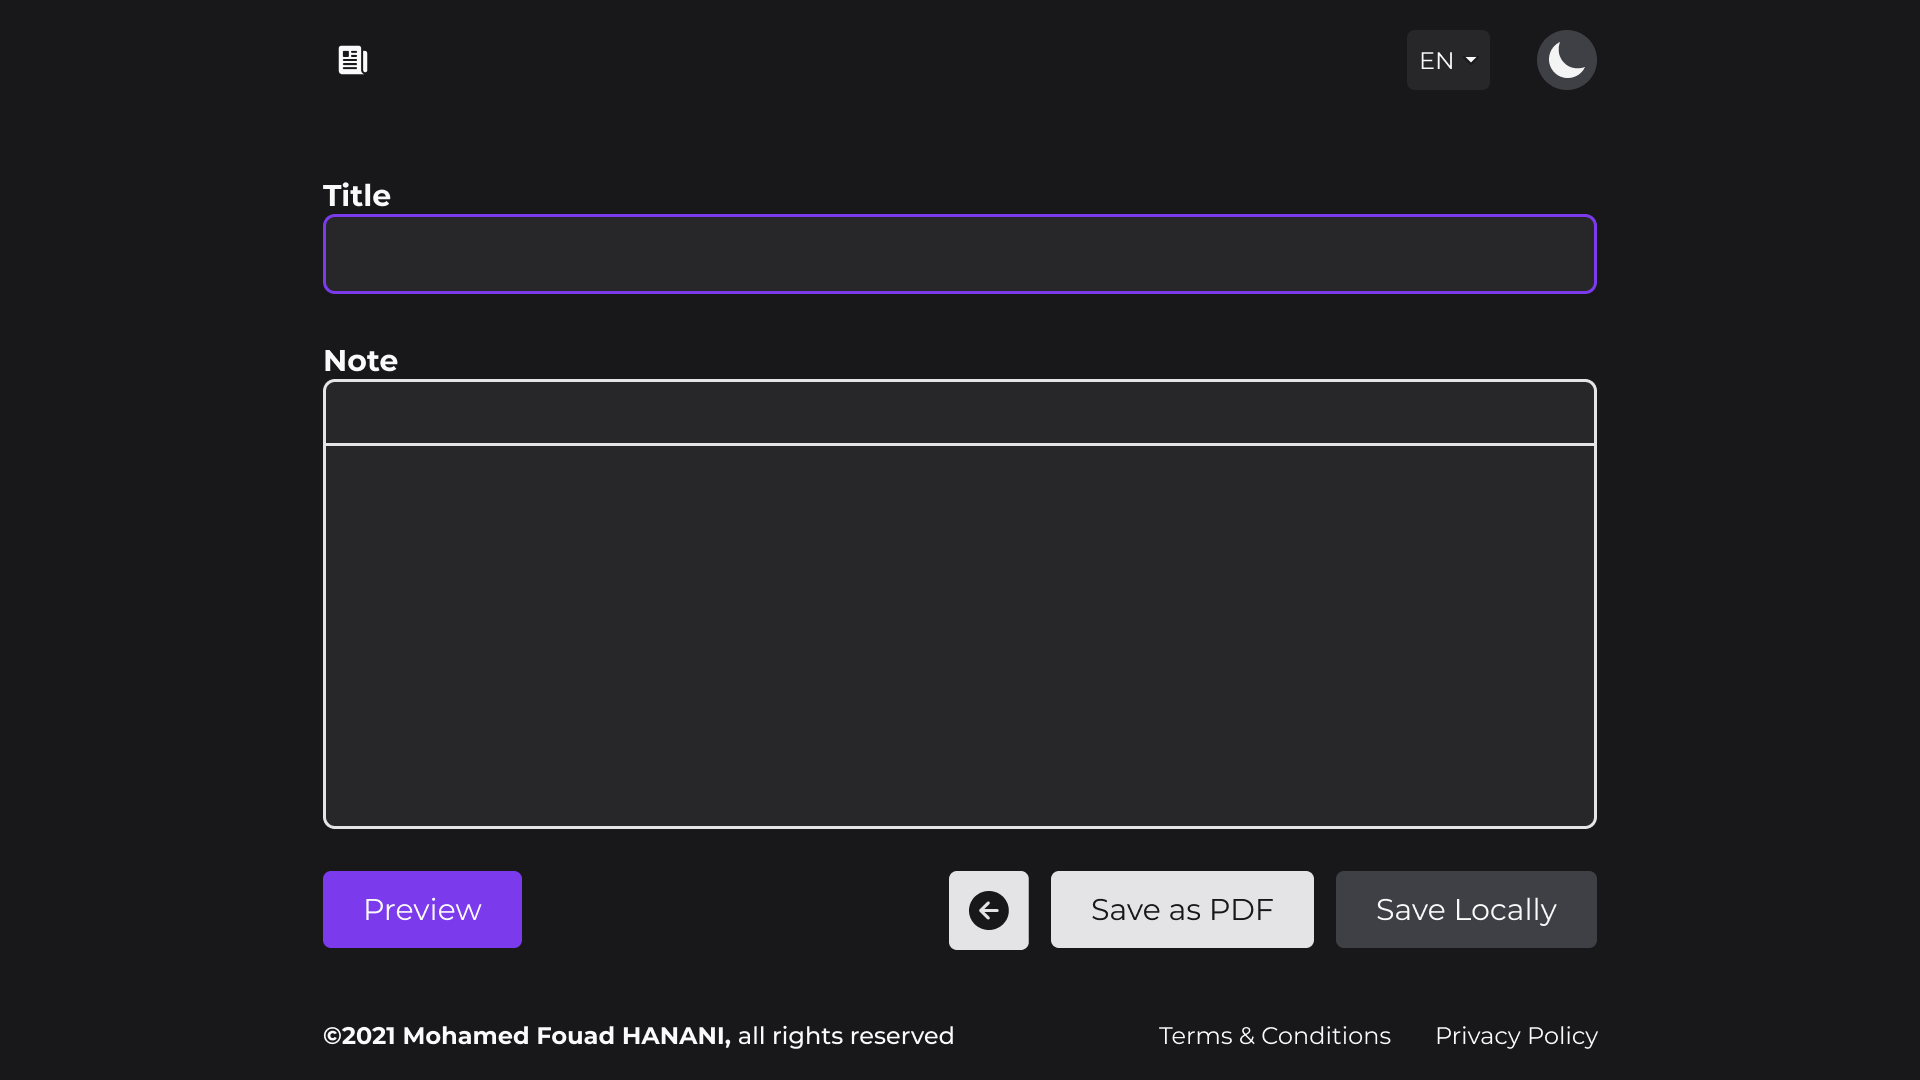 EN
Title
Note
Preview
Save as PDF
Save Locally
©2021 Mohamed Fouad HANANI, all rights reserved
Terms & Conditions
Privacy Policy